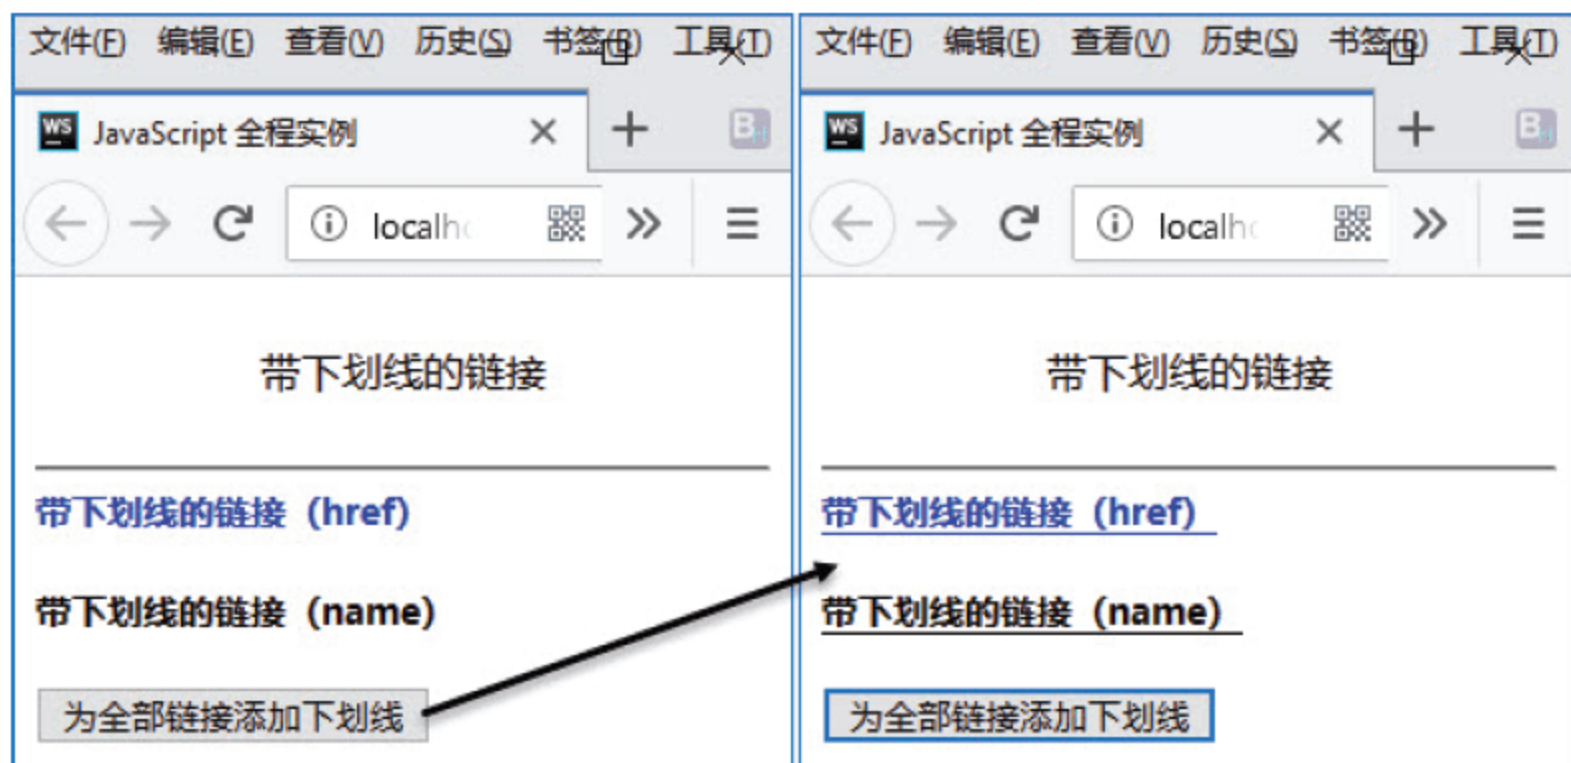 文件(F) 编辑(E) 查看(V) 历史(S) 书签(B) 工具(T)
WS JavaScript 全程实例
localh
带下划线的链接
带下划线的链接（href)
带下划线的链接（name）
为全部链接添加下划线
文件(F) 编辑(E) 查看(V) 历史(S) 书签(B) 工具(T)
WS JavaScript 全程实例
localh
带下划线的链接
带下划线的链接（href)
带下划线的链接（name）
为全部链接添加下划线